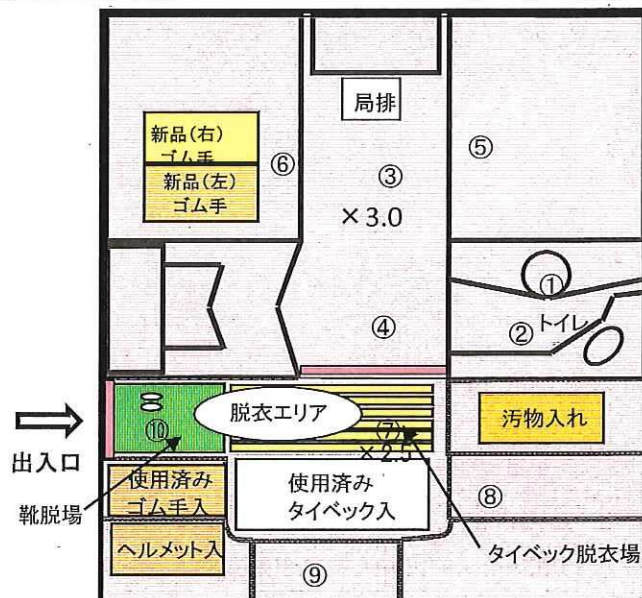 局排
新品(右)
ゴム手
新品(左)
ゴム手
⑥
③
⑤
×3.0
①
④
②
トイレ
⑩
脱衣エリア
⑦
×2.5
汚物入れ
出入口
使用済み
ゴム手入
使用済み
タイベック入
⑧
靴脱場
ヘルメット入
タイベック脱衣場
⑨